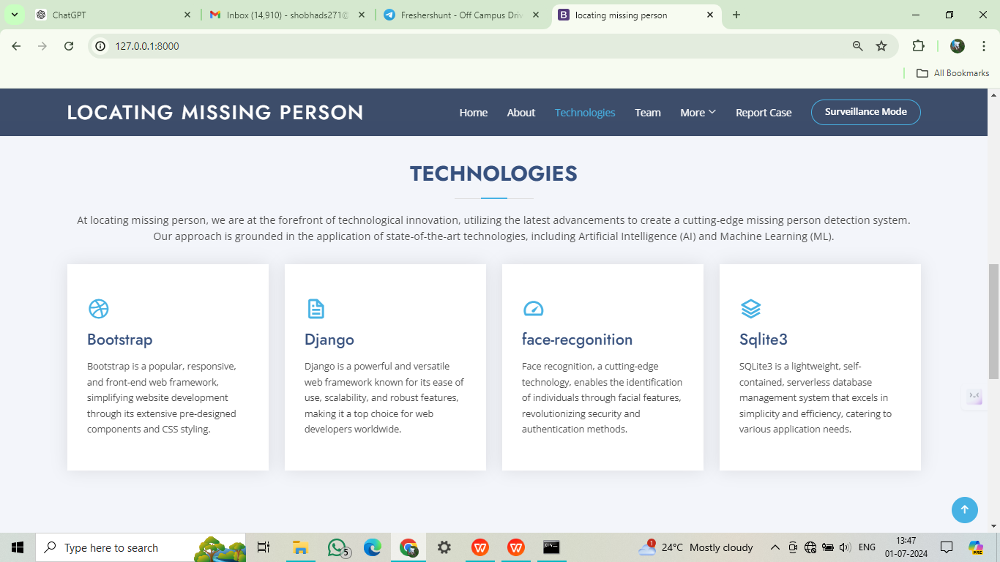 ChatGPT
Inbox (14,910) - shobhads271@
Freshershunt - Off Campus Driv
locating missing person
127.0.0.1:8000
All Bookmarks
LOCATING MISSING PERSON
Home About Technologies Team More Report Case Surveillance Mode
TECHNOLOGIES
At locating missing person, we are at the forefront of technological innovation, utilizing the latest advancements to create a cutting-edge missing person detection system.
Our approach is grounded in the application of state-of-the-art technologies, including Artificial Intelligence (AI) and Machine Learning (ML).
Bootstrap
Bootstrap is a popular, responsive,
and front-end web framework,
simplifying website development
through its extensive pre-designed
components and CSS styling.
Django
Django is a powerful and versatile
web framework known for its ease of
use, scalability, and robust features,
making it a top choice for web
developers worldwide.
face-recgonition
Face recognition, a cutting-edge
technology, enables the identification
of individuals through facial features,
revolutionizing security and
authentication methods.
Sqlite3
SQLite3 is a lightweight, self-
contained, serverless database
management system that excels in
simplicity and efficiency, catering to
various application needs.
Type here to search
5
1
24°C Mostly cloudy
ENG
13:47
01-07-2024
PRE